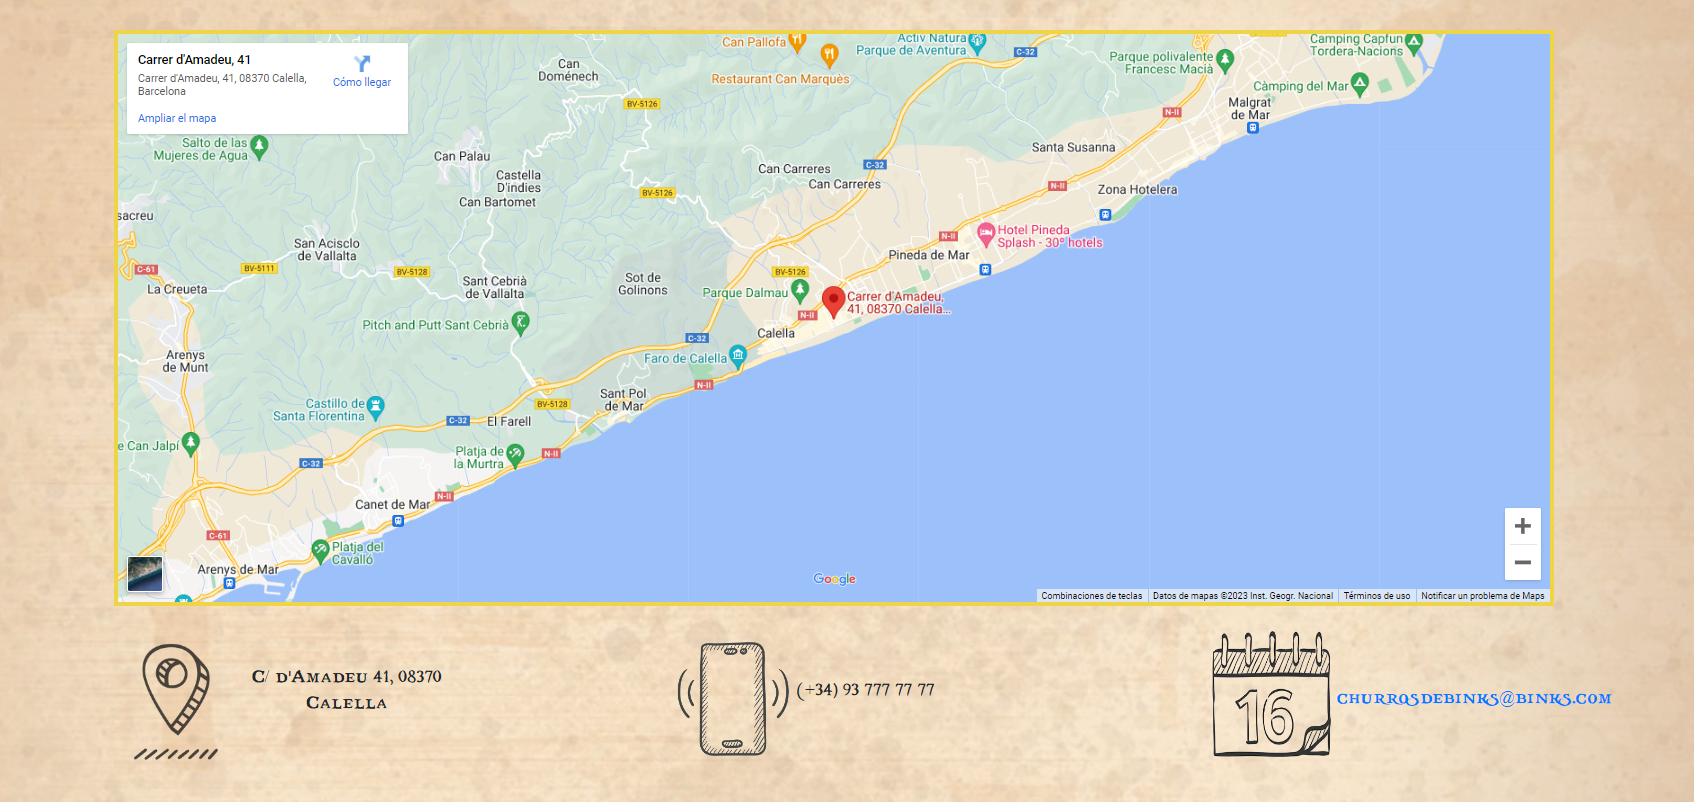 Carrer d'Amadeu, 41
Carrer d'Amadeu, 41, 08370 Calella,
Barcelona
Cómo llegar
Ampliar el mapa
Can Pallofa
Activ Natura
Parque de Aventura
C-32
Camping Capfun
Tordera-Nacions
Can
Doménech
Restaurant Can Marquès
Parque polivalente
Francesc Macià
Càmping del Mar
BV-5126
N-II
Malgrat
de Mar
Salto de las
Mujeres de Agua
Can Palau
Santa Susanna
Castella
D'índies
Can Carreres
C-32
Can Carreres
BV-5126
N-II
Zona Hotelera
Can Bartomet
sacreu
San Acisclo
de Vallalta
N-II
Hotel Pineda
Splash - 30º hotels
Pineda de Mar
C-61
BV-5111
BV-5128
BV-5126
La Creueta
Sant Cebrià
de Vallalta
Sot de
Golinons
Parque Dalmau
Carrer d'Amadeu,
41, 08370 Calella...
N-II
Pitch and Putt Sant Cebrià
Calella
C-32
Arenys
de Munt
Faro de Calella
N-II
Sant Pol
de Mar
Castillo de
Santa Florentina
BV-5128
C-32
El Farell
e Can Jalpí
Platja de
la Murtra
N-II
C-32
Canet de Mar
N-II
C-61
Platja del
Cavalló
Arenys de Mar
Google
Combinaciones de teclas
Datos de mapas ©2023 Inst. Geogr. Nacional
Términos de uso
Notificar un problema de Maps
C/ d'Amadeu 41, 08370
Calella
(+34) 93 777 77 77
16
churrosdebinks@binks.com